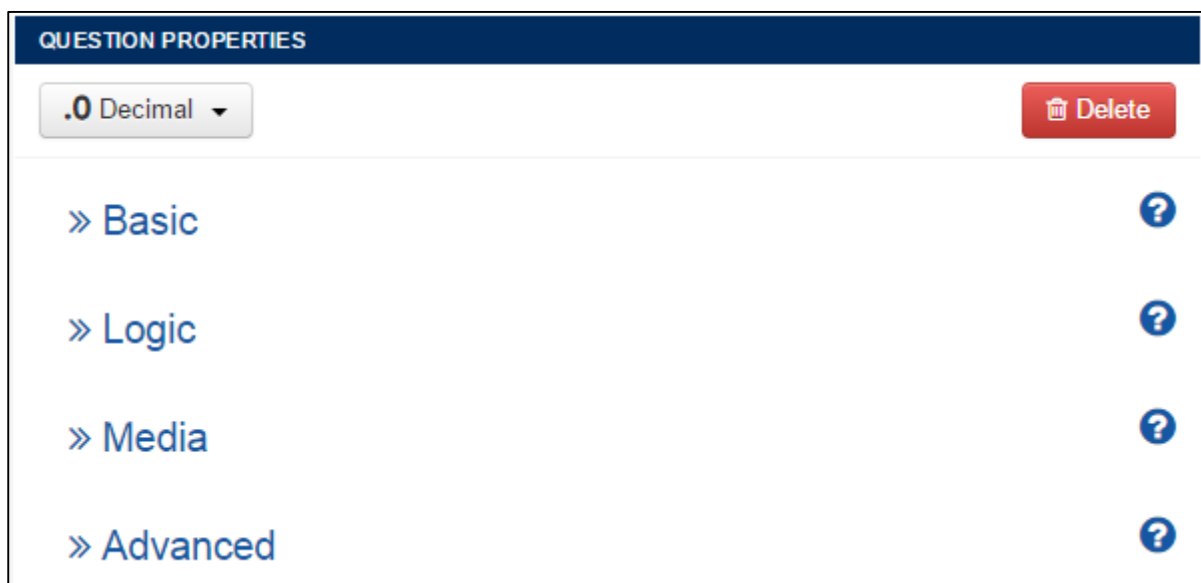 QUESTION PROPERTIES
.0 Decimal
Delete
» Basic
» Logic
» Media
» Advanced